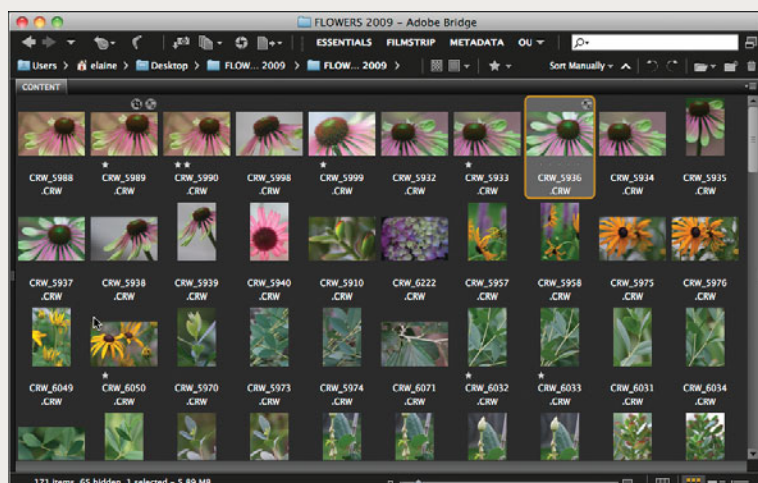 FLOWERS 2009 – Adobe Bridge
ESSENTIALS FILMSTRIP METADATA OU
Users > elaine > Desktop > FLOW... 2009 > FLOW... 2009 > Sort Manually
CONTENT
CRW_5988 CRW_5989 CRW_5990 CRW_5998 CRW_5999 CRW_5932 CRW_5933 CRW_5936 CRW_5934 CRW_5935
.CRW .CRW .CRW .CRW .CRW .CRW .CRW .CRW .CRW .CRW
CRW_5937 CRW_5938 CRW_5939 CRW_5940 CRW_5910 CRW_6222 CRW_5957 CRW_5958 CRW_5975 CRW_5976
.CRW .CRW .CRW .CRW .CRW .CRW .CRW .CRW .CRW .CRW
CRW_6049 CRW_6050 CRW_5970 CRW_5973 CRW_5974 CRW_6071 CRW_6032 CRW_6033 CRW_6031 CRW_6034
.CRW .CRW .CRW .CRW .CRW .CRW .CRW .CRW .CRW .CRW
items, 65 hidden, 1 selected – 5.89 MB